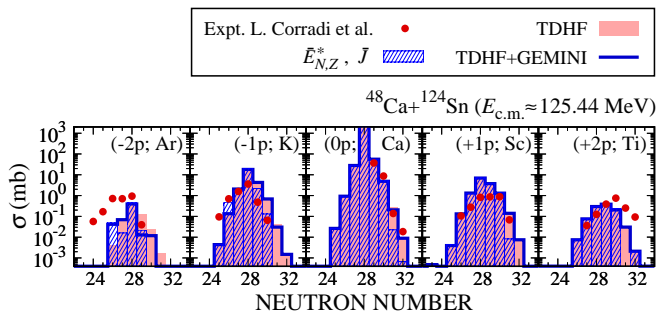 Expt. L. Corradi et al.
TDHF
Ē*N,Z , J̄
TDHF+GEMINI
⁴⁸Ca+¹²⁴Sn (Ec.m.≈125.44 MeV)
(-2p; Ar)
(-1p; K)
(0p; Ca)
(+1p; Sc)
(+2p; Ti)
10³
10²
10¹
10⁰
10⁻¹
10⁻²
10⁻³
σ (mb)
24 28 32 24 28 32 24 28 32 24 28 32 24 28 32
NEUTRON NUMBER